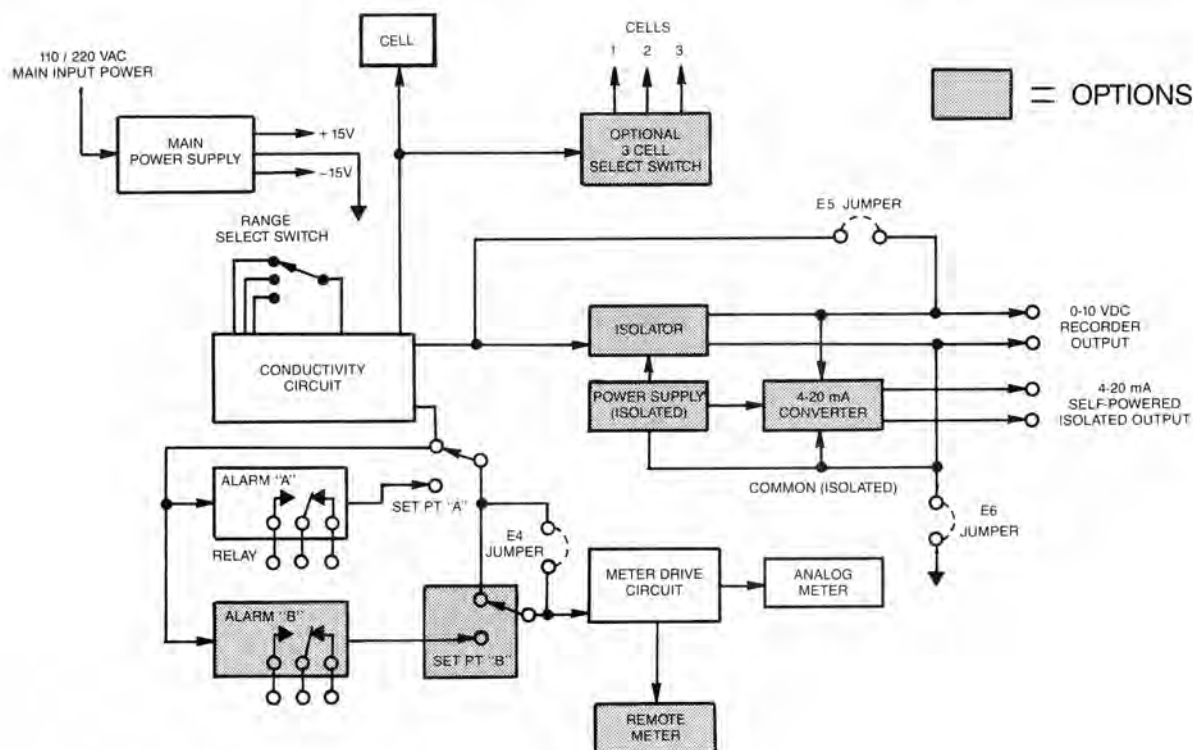 110 / 220 VAC
MAIN INPUT POWER
MAIN
POWER SUPPLY
+ 15V
−15V
CELL
CELLS
1 2 3
OPTIONAL
3 CELL
SELECT SWITCH
= OPTIONS
RANGE
SELECT SWITCH
CONDUCTIVITY
CIRCUIT
E5 JUMPER
ISOLATOR
POWER SUPPLY
(ISOLATED)
4-20 mA
CONVERTER
0-10 VDC
RECORDER
OUTPUT
4-20 mA
SELF-POWERED
ISOLATED OUTPUT
COMMON (ISOLATED)
E6
JUMPER
ALARM "A"
RELAY
SET PT "A"
E4
JUMPER
ALARM "B"
SET PT "B"
METER DRIVE
CIRCUIT
ANALOG
METER
REMOTE
METER